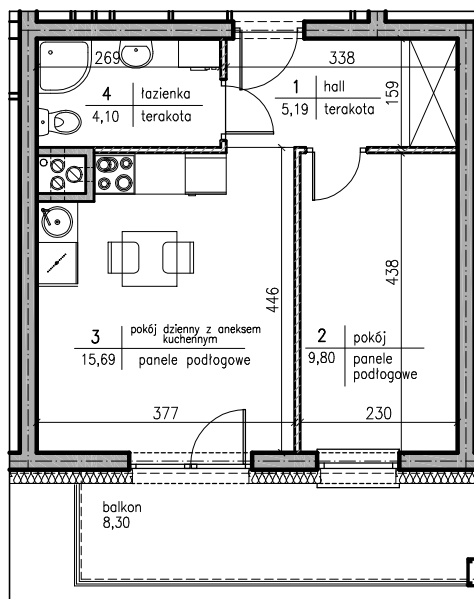 269
338
4 łazienka
4,10 terakota
1 hall
5,19 terakota
159
446
438
3 pokój dzienny z aneksem
kuchennym
15,69 panele podłogowe
2 pokój
9,80 panele
podłogowe
377
230
balkon
8,30